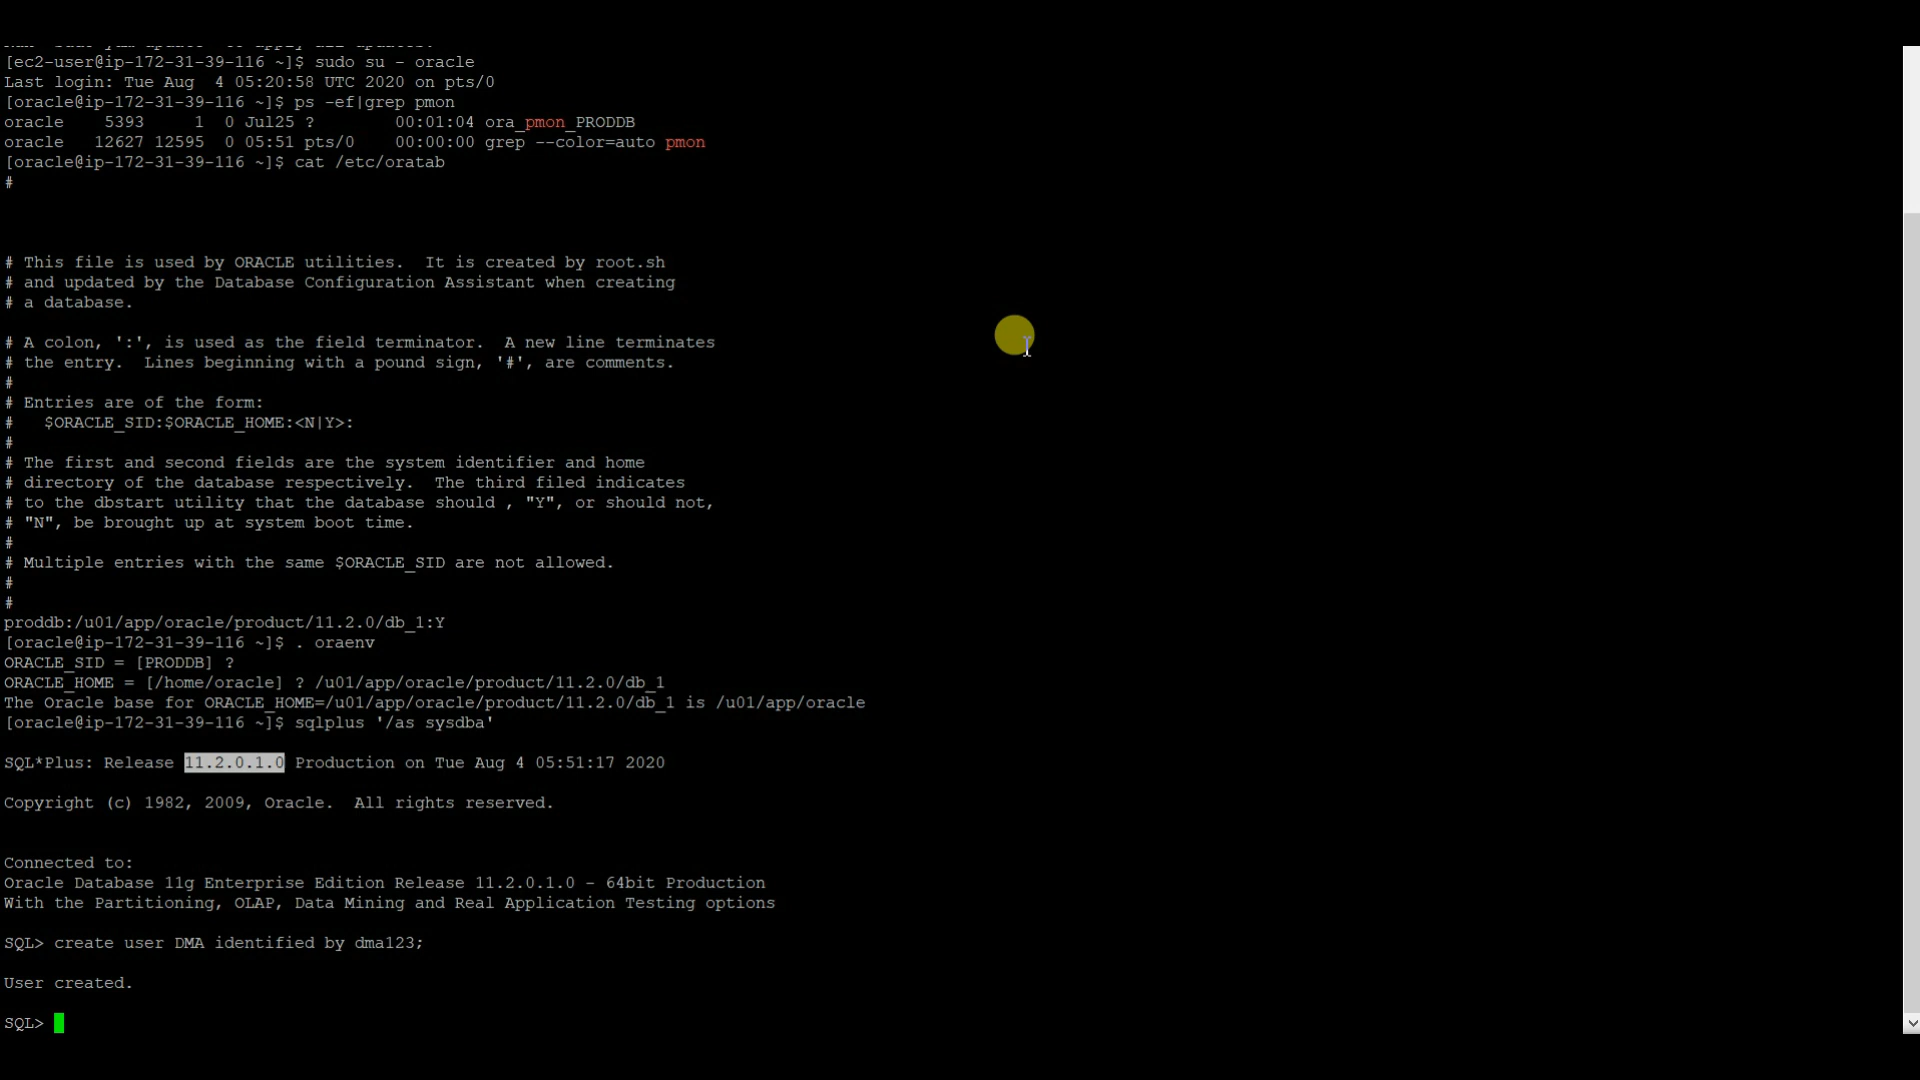 [ec2-user@ip-172-31-39-116 ~]$ sudo su - oracle
Last login: Tue Aug  4 05:20:58 UTC 2020 on pts/0
[oracle@ip-172-31-39-116 ~]$ ps -ef|grep pmon
oracle    5393     1  0 Jul25 ?        00:01:04 ora_pmon_PRODDB
oracle   12627 12595  0 05:51 pts/0    00:00:00 grep --color=auto pmon
[oracle@ip-172-31-39-116 ~]$ cat /etc/oratab
#
# This file is used by ORACLE utilities.  It is created by root.sh
# and updated by the Database Configuration Assistant when creating
# a database.
# A colon, ':', is used as the field terminator.  A new line terminates
# the entry.  Lines beginning with a pound sign, '#', are comments.
#
# Entries are of the form:
#   $ORACLE_SID:$ORACLE_HOME:<N|Y>:
#
# The first and second fields are the system identifier and home
# directory of the database respectively.  The third filed indicates
# to the dbstart utility that the database should , "Y", or should not,
# "N", be brought up at system boot time.
#
# Multiple entries with the same $ORACLE_SID are not allowed.
#
#
proddb:/u01/app/oracle/product/11.2.0/db_1:Y
[oracle@ip-172-31-39-116 ~]$ . oraenv
ORACLE_SID = [PRODDB] ?
ORACLE_HOME = [/home/oracle] ? /u01/app/oracle/product/11.2.0/db_1
The Oracle base for ORACLE_HOME=/u01/app/oracle/product/11.2.0/db_1 is /u01/app/oracle
[oracle@ip-172-31-39-116 ~]$ sqlplus '/as sysdba'
SQL*Plus: Release 11.2.0.1.0 Production on Tue Aug 4 05:51:17 2020
Copyright (c) 1982, 2009, Oracle.  All rights reserved.
Connected to:
Oracle Database 11g Enterprise Edition Release 11.2.0.1.0 - 64bit Production
With the Partitioning, OLAP, Data Mining and Real Application Testing options
SQL> create user DMA identified by dma123;
User created.
SQL>